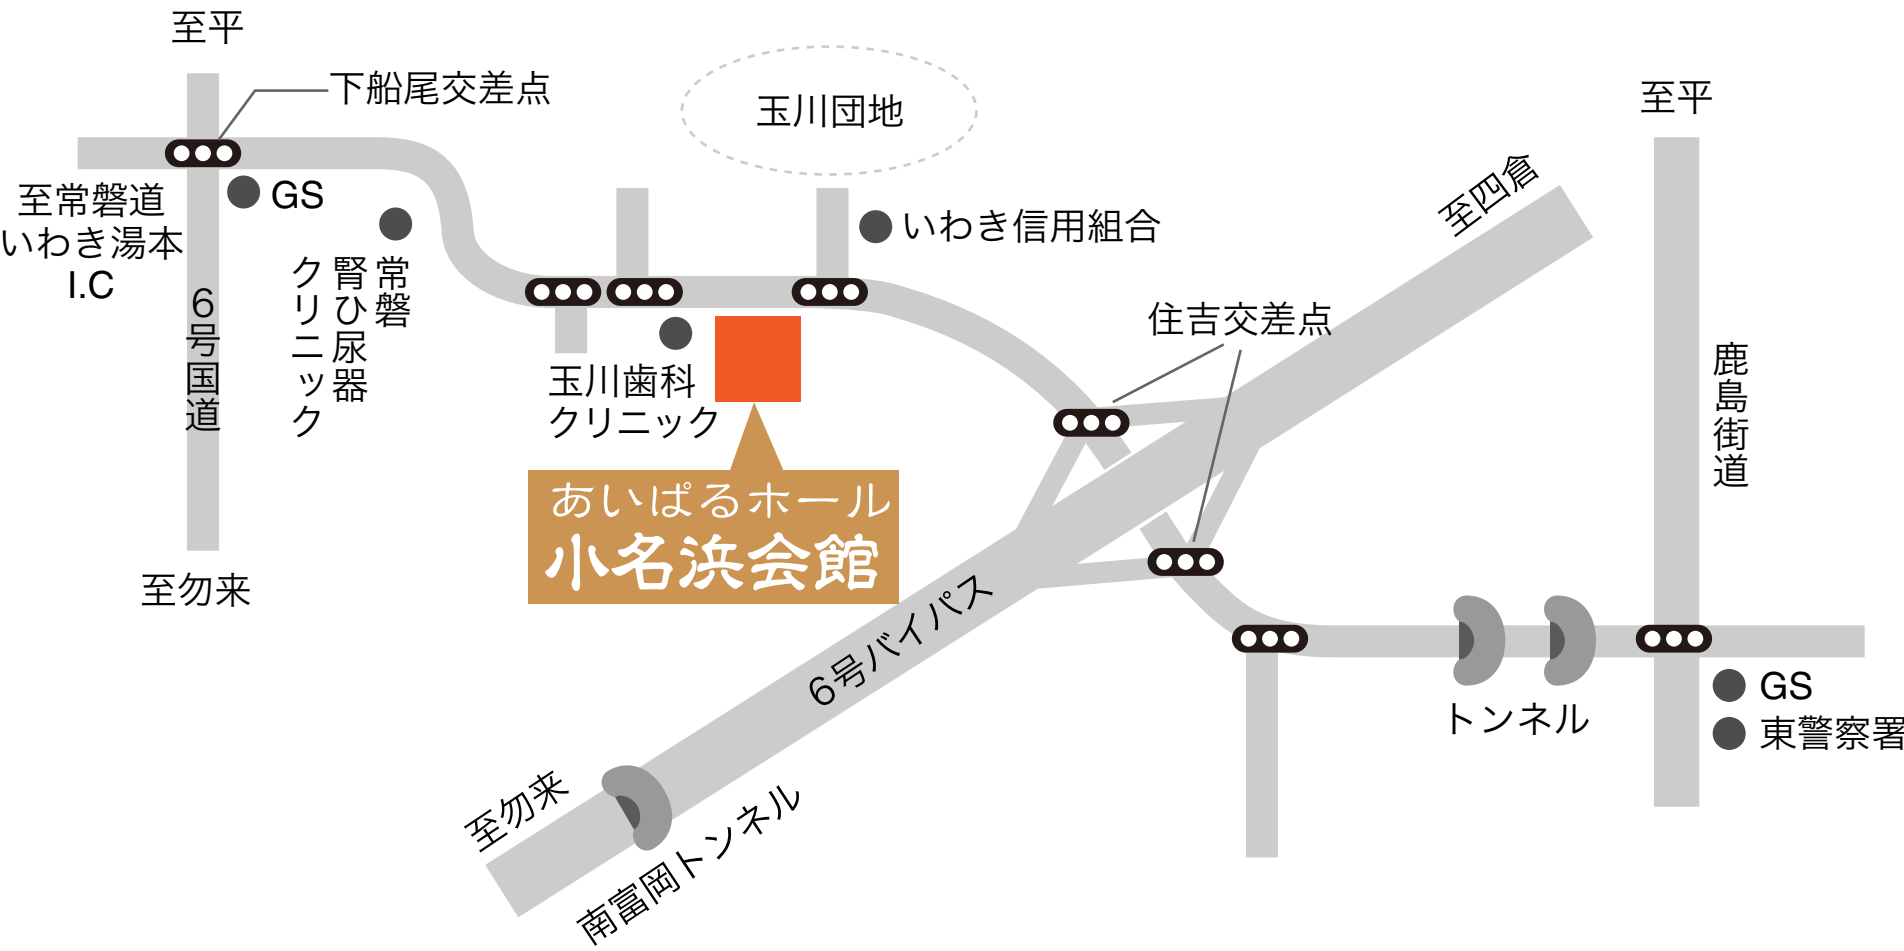 至平
下船尾交差点
玉川団地
至平
至四倉
至常磐道
いわき湯本
I.C
GS
いわき信用組合
常磐
腎ひ尿器
クリニック
6号国道
住吉交差点
鹿島街道
玉川歯科
クリニック
あいぱるホール
小名浜会館
至勿来
6号バイパス
GS
東警察署
トンネル
至勿来
南富岡トンネル